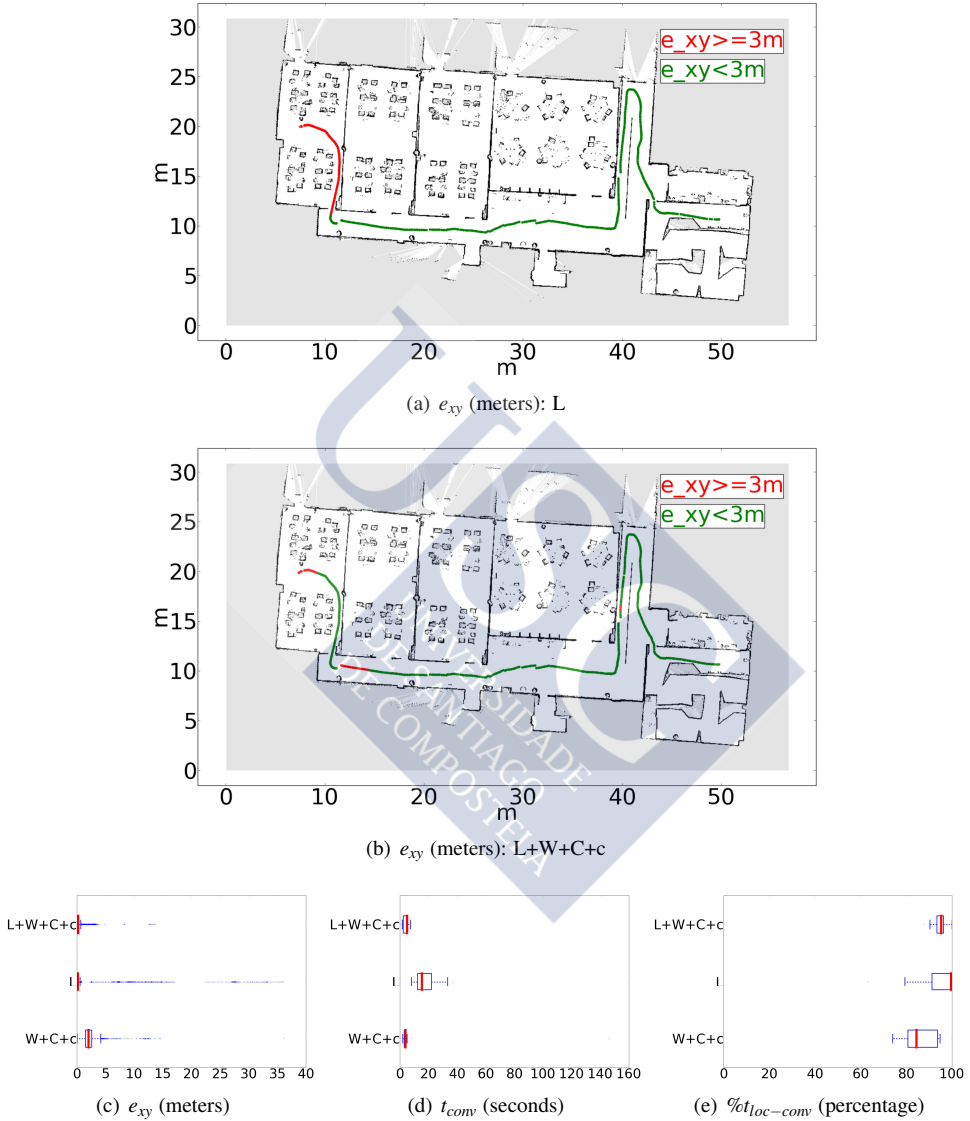 30
25
20
15
10
5
0
m
e_xy>=3m
e_xy<3m
0 10 20 30 40 50
m
(a) e_xy (meters): L
30
25
20
15
10
5
0
m
e_xy>=3m
e_xy<3m
0 10 20 30 40 50
m
USC
UNIVERSIDADE
DE SANTIAGO
DE COMPOSTELA
(b) e_xy (meters): L+W+C+c
L+W+C+c
L
W+C+c
0 5 10 15 20 25 30 35 40
(c) e_xy (meters)
L+W+C+c
L
W+C+c
0 20 40 60 80 100 120 140 160
(d) t_conv (seconds)
L+W+C+c
L
W+C+c
0 20 40 60 80 100
(e) %t_loc−conv (percentage)